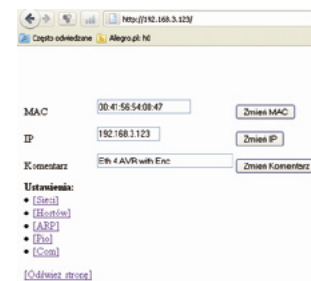 http://192.168.3.123/
Często odwiedzane Allegro.pl: h0
MAC 00:41:56:54:08:47 Zmień MAC
IP 192.168.3.123 Zmień IP
Komentarz Eth 4 AVR with Enc Zmień Komentarz
Ustawienia:
[Sieci]
[Hostów]
[ARP]
[Pio]
[Com]
[Odśwież stronę]